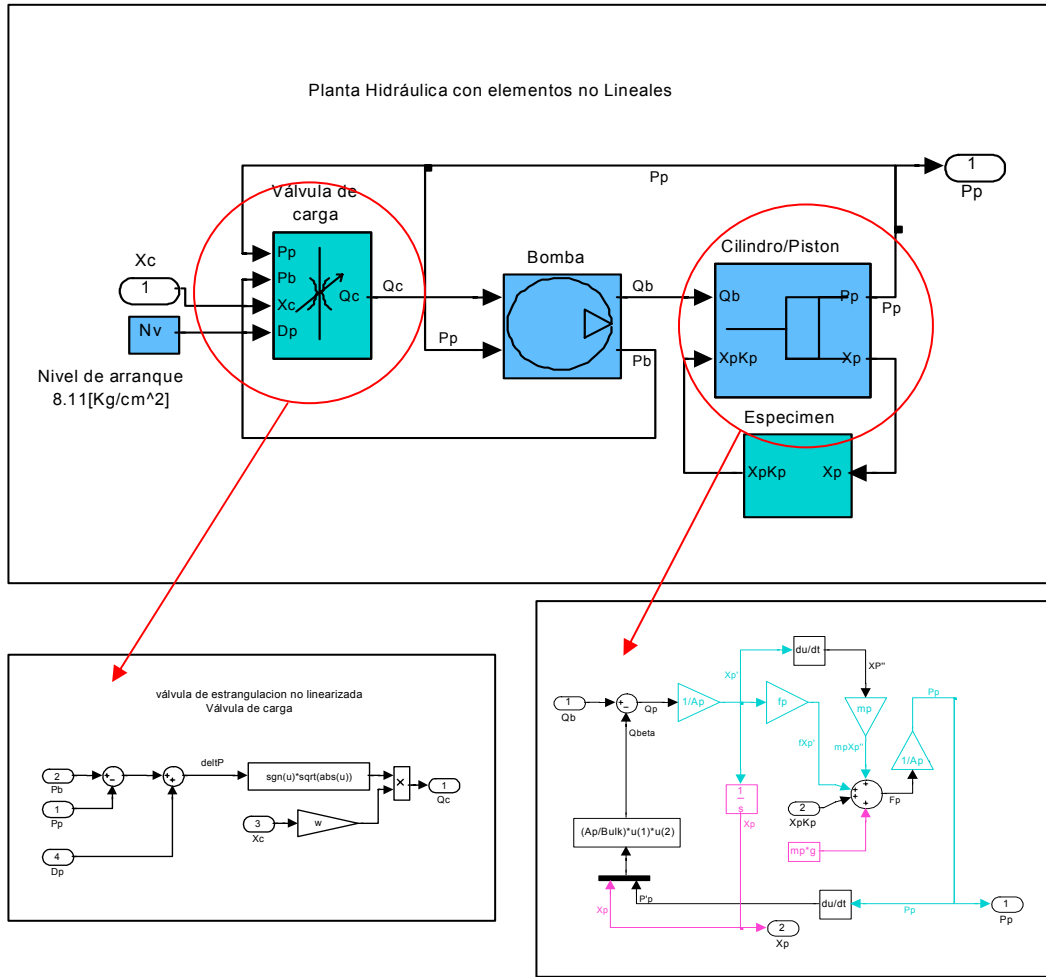 Planta Hidráulica con elementos no Lineales
1
Pp
Pp
Válvula de
carga
Xc
1
Nv
Nivel de arranque
8.11[Kg/cm^2]
Pp
Pb
Xc
Dp
Qc
Qc
Pp
Bomba
Qb
Pb
Cilindro/Piston
Qb
XpKp
Pp
Xp
Pp
Especimen
XpKp
Xp
válvula de estrangulacion no linearizada
Válvula de carga
2
Pb
1
Pp
4
Dp
deltP
sgn(u)*sqrt(abs(u))
3
Xc
w
×
1
Qc
1
Qb
Qp
Qbeta
1/Ap
Xp'
du/dt
XP''
fp
mp
fXp'
mpXp''
1/Ap
Pp
1
s
Xp
2
XpKp
Fp
mp*g
(Ap/Bulk)*u(1)*u(2)
Xp
P'p
du/dt
Pp
1
Pp
2
Xp